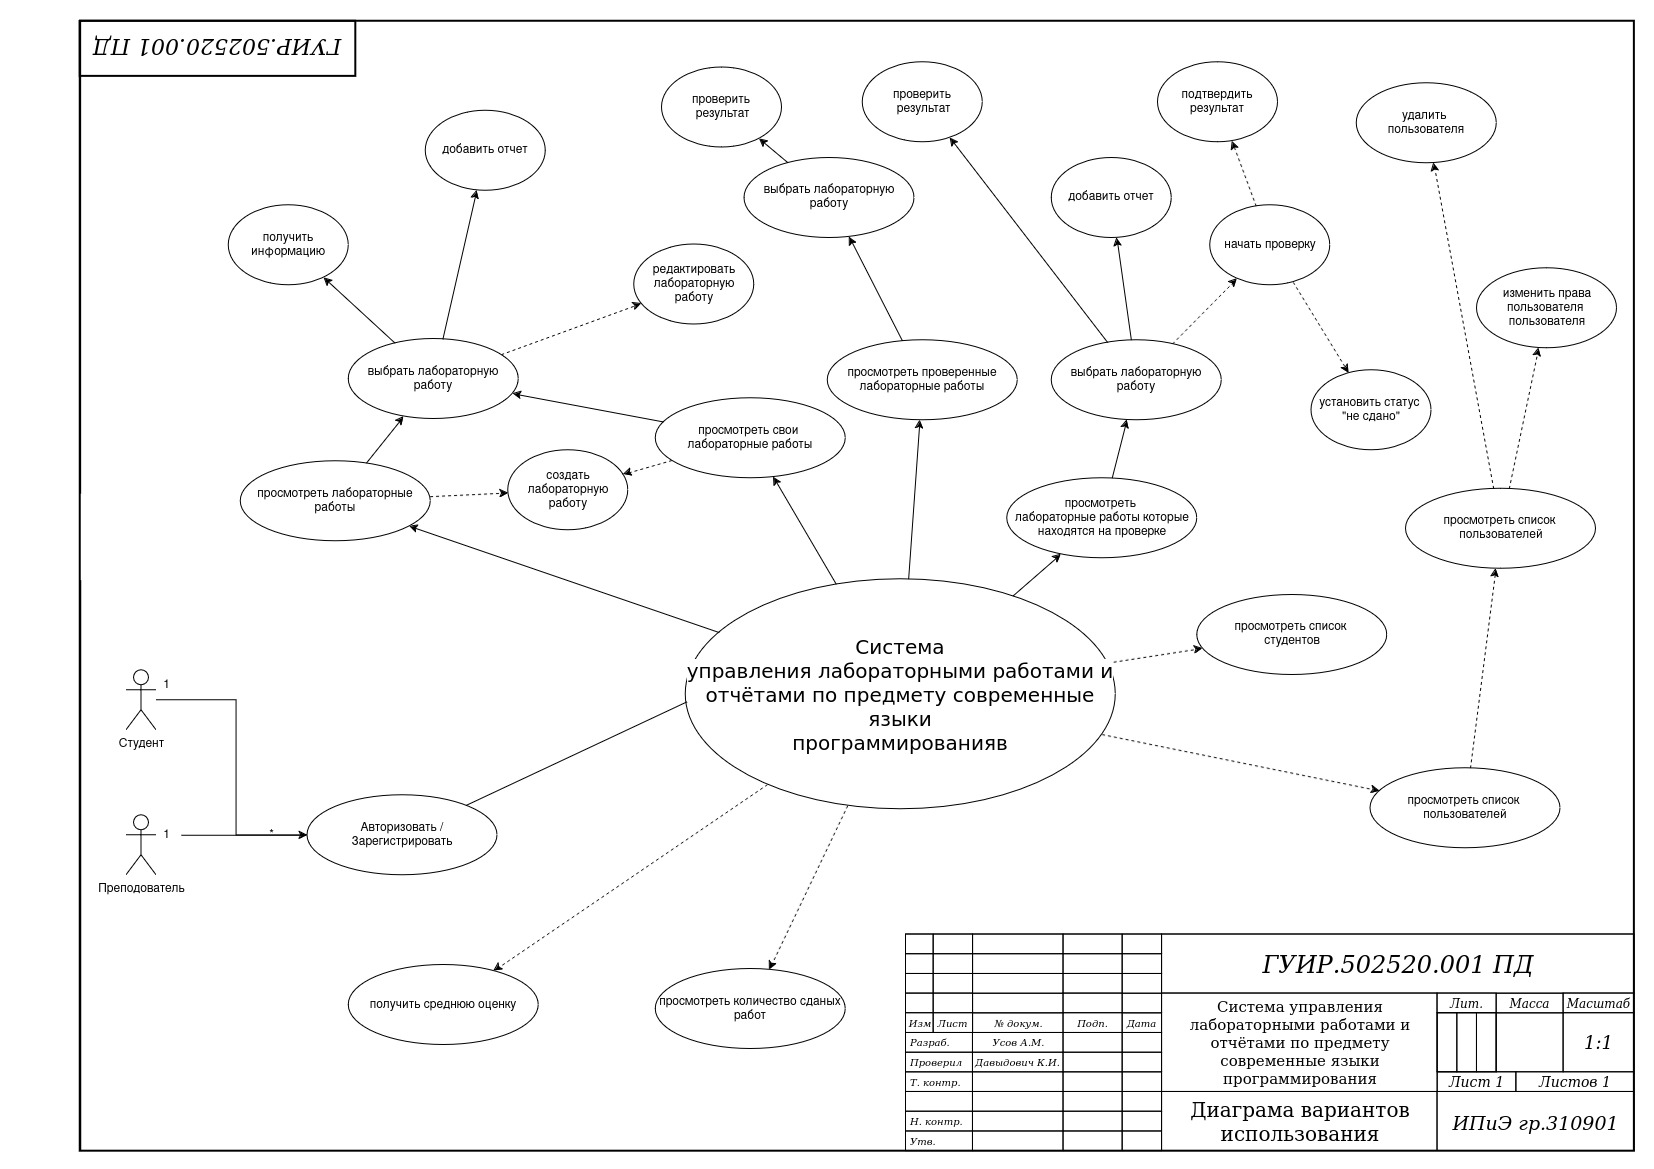 ГУИР.502520.001 ПД
проверить
результат
проверить
результат
подтвердить
результат
удалить
пользователя
добавить отчет
выбрать лабораторную
работу
добавить отчет
получить
информацию
начать проверку
редактировать
лабораторную
работу
изменить права
пользователя
пользователя
выбрать лабораторную
работу
просмотреть проверенные
лабораторные работы
выбрать лабораторную
работу
установить статус
"не сдано"
просмотреть свои
лабораторные работы
просмотреть лабораторные
работы
создать
лабораторную
работу
просмотреть
лабораторные работы которые
находятся на проверке
просмотреть список
пользователей
просмотреть список
студентов
Система
управления лабораторными работами и
отчётами по предмету современные
языки
программированияв
1
Студент
1
*
Преподователь
Авторизовать /
Зарегистрировать
просмотреть список
пользователей
получить среднюю оценку
просмотреть количество сданых
работ
ГУИР.502520.001 ПД
Система управления
лабораторными работами и
отчётами по предмету
современные языки
программирования
Лит. Масса Масштаб
1:1
Лист 1 Листов 1
Изм Лист № докум. Подп. Дата
Разраб. Усов А.М.
Проверил Давыдович К.И.
Т. контр.
Н. контр.
Утв.
Диаграма вариантов
использования
ИПиЭ гр.310901